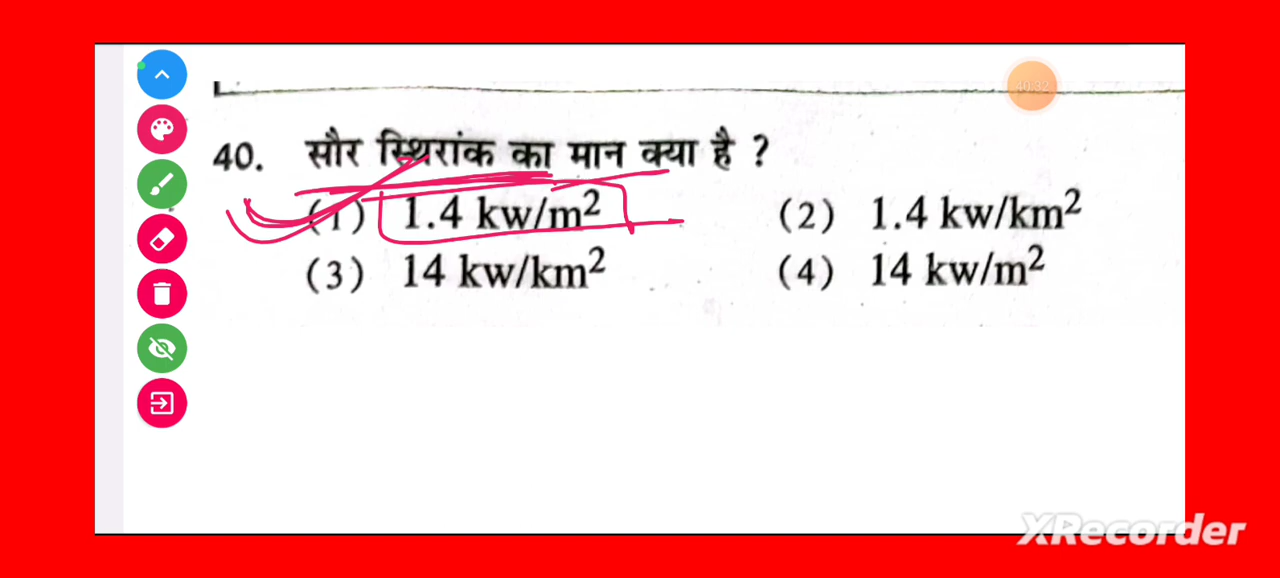 40. सौर स्थिरांक का मान क्या है ?
(1) 1.4 kw/m² (2) 1.4 kw/km²
(3) 14 kw/km² (4) 14 kw/m²
XRecorder